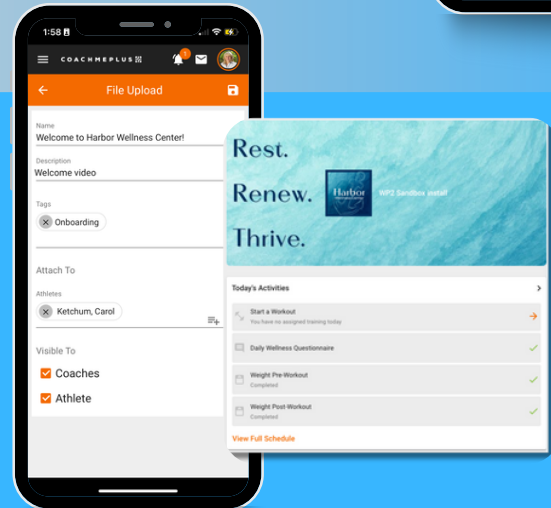 1:58
COACHMEPLUS
1
File Upload
Name
Welcome to Harbor Wellness Center!
Description
Welcome video
Tags
Onboarding
Attach To
Athletes
Ketchum, Carol
Visible To
Coaches
Athlete
Rest.
Renew.
Thrive.
Harbor
WP2 Sandbox Install
Today's Activities
Start a Workout
You have no assigned training today
Daily Wellness Questionnaire
Weight Pre-Workout
Completed
Weight Post-Workout
Completed
View Full Schedule